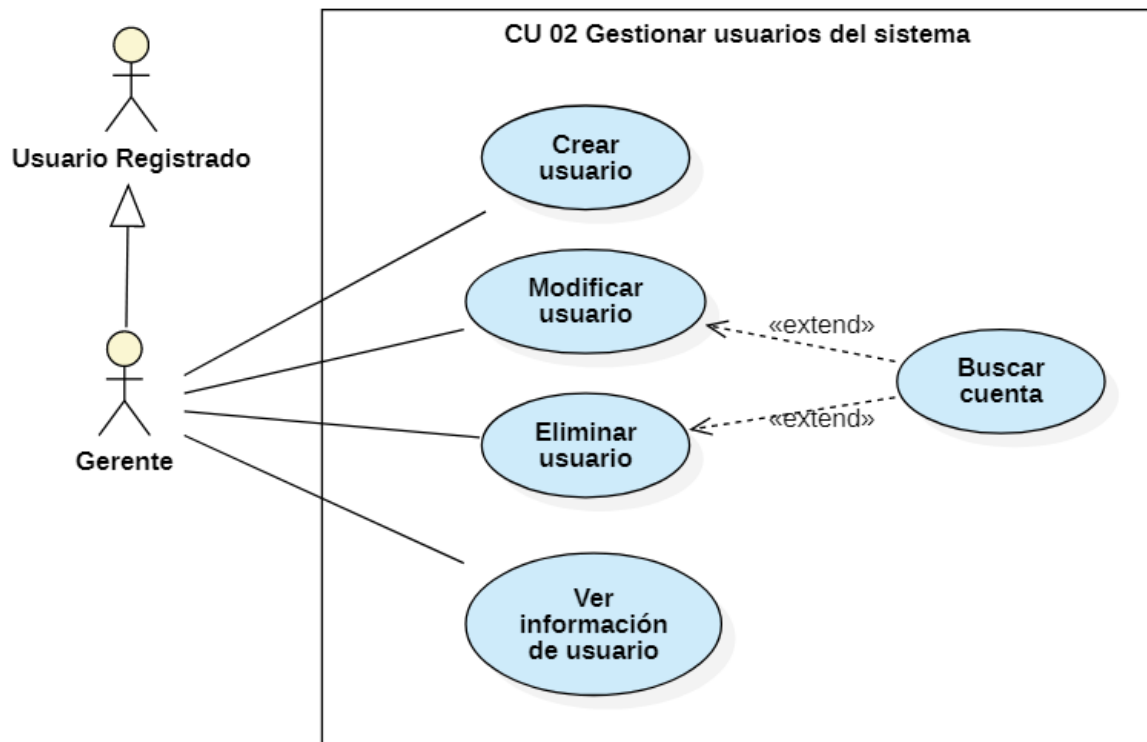 CU 02 Gestionar usuarios del sistema
Usuario Registrado
Gerente
Crear
usuario
Modificar
usuario
«extend»
Buscar
cuenta
«extend»
Eliminar
usuario
Ver
información
de usuario